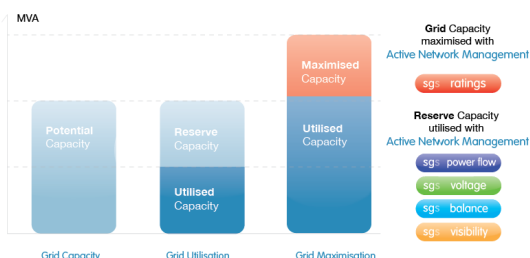 MVA
Potential
Capacity
Reserve
Capacity
Utilised
Capacity
Maximised
Capacity
Utilised
Capacity
Grid Capacity
Grid Utilisation
Grid Maximisation
Grid Capacity
maximised with
Active Network Management
sgs ratings
Reserve Capacity
utilised with
Active Network Management
sgs power flow
sgs voltage
sgs balance
sgs visibility